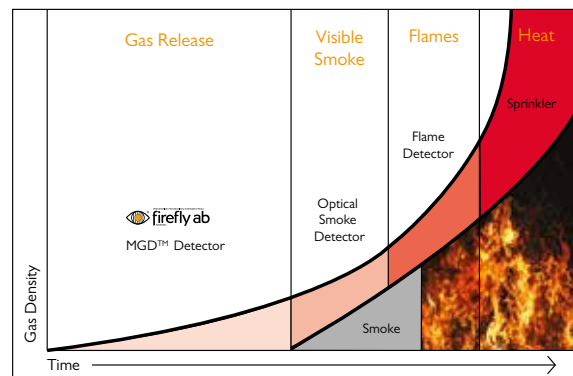 Gas Release
Visible
Smoke
Flames
Heat
Sprinkler
Flame
Detector
firefly ab
MGD™ Detector
Optical
Smoke
Detector
Smoke
Gas Density
Time